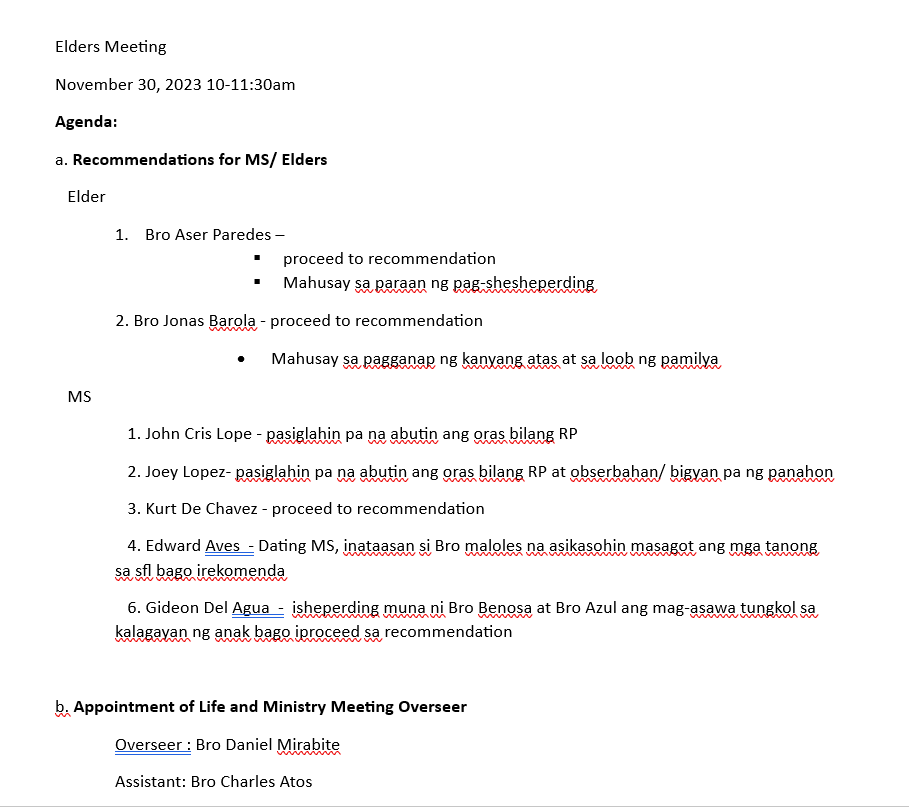 Elders Meeting
November 30, 2023 10-11:30am
Agenda:
a. Recommendations for MS/ Elders
Elder
1. Bro Aser Paredes –
▪ proceed to recommendation
▪ Mahusay sa paraan ng pag-shesheperding
2. Bro Jonas Barola - proceed to recommendation
• Mahusay sa pagganap ng kanyang atas at sa loob ng pamilya
MS
1. John Cris Lope - pasiglahin pa na abutin ang oras bilang RP
2. Joey Lopez- pasiglahin pa na abutin ang oras bilang RP at obserbahan/ bigyan pa ng panahon
3. Kurt De Chavez - proceed to recommendation
4. Edward Aves - Dating MS, inataasan si Bro maloles na asikasohin masagot ang mga tanong
sa sfl bago irekomenda
6. Gideon Del Agua - isheperding muna ni Bro Benosa at Bro Azul ang mag-asawa tungkol sa
kalagayan ng anak bago iproceed sa recommendation
b. Appointment of Life and Ministry Meeting Overseer
Overseer : Bro Daniel Mirabite
Assistant: Bro Charles Atos